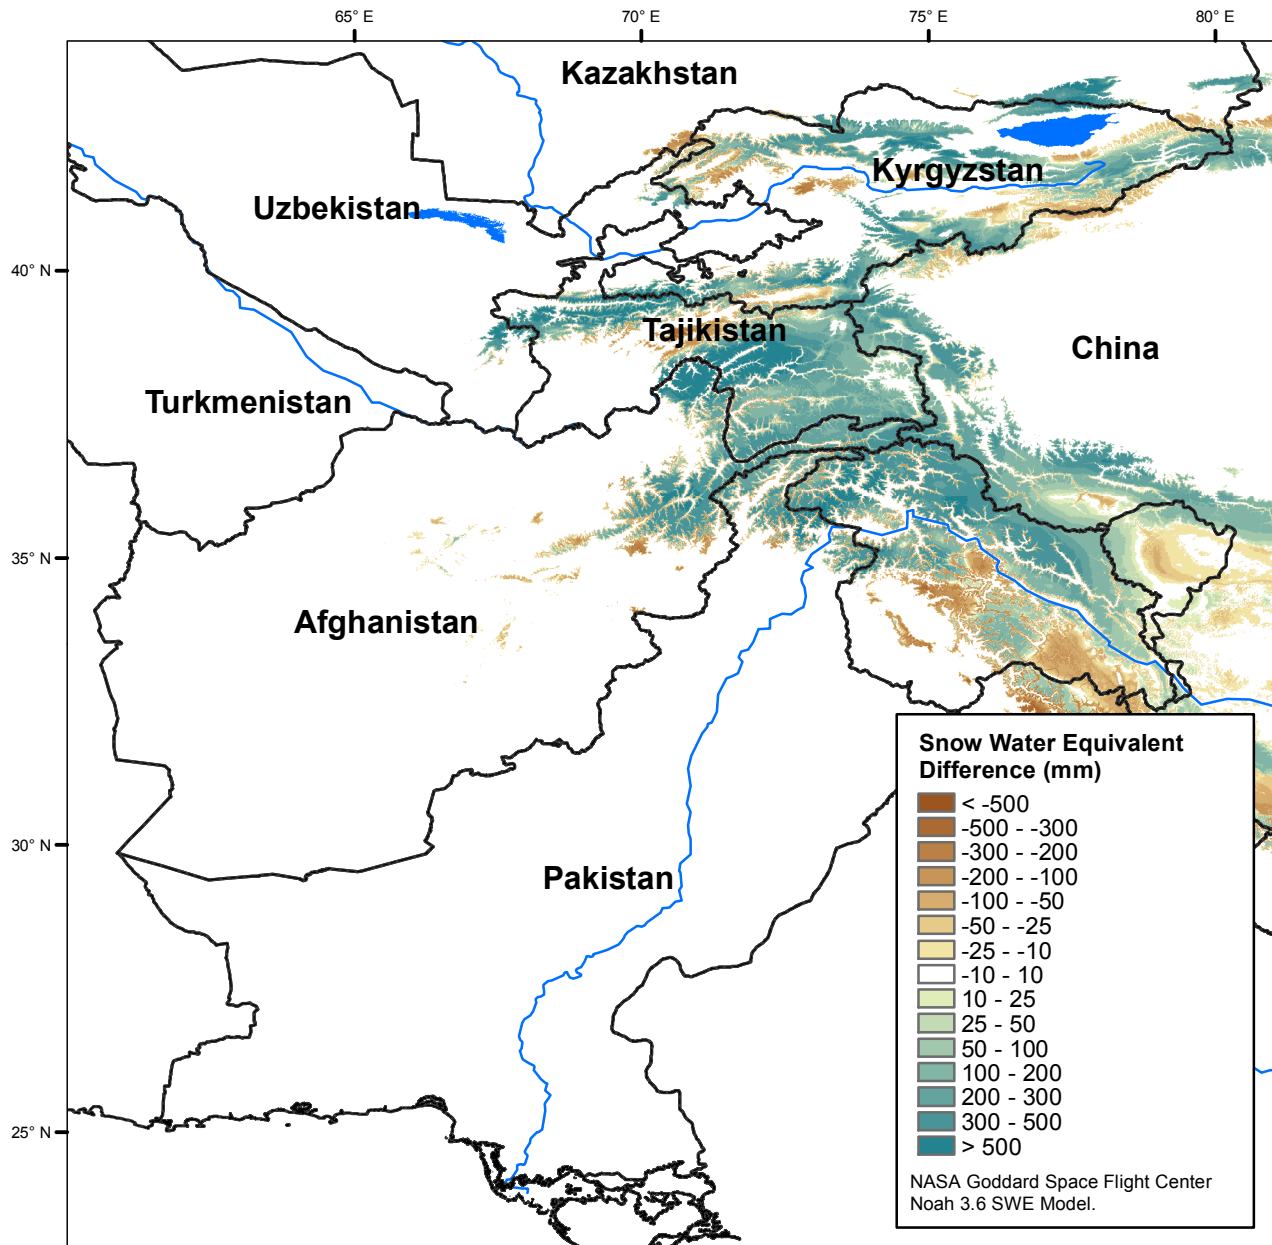 65° E
70° E
75° E
80° E
Kazakhstan
Kyrgyzstan
Uzbekistan
40° N
Tajikistan
China
Turkmenistan
35° N
Afghanistan
Snow Water Equivalent
Difference (mm)
< -500
-500 - -300
-300 - -200
-200 - -100
-100 - -50
-50 - -25
-25 - -10
-10 - 10
10 - 25
25 - 50
50 - 100
100 - 200
200 - 300
300 - 500
> 500
30° N
Pakistan
25° N
NASA Goddard Space Flight Center
Noah 3.6 SWE Model.